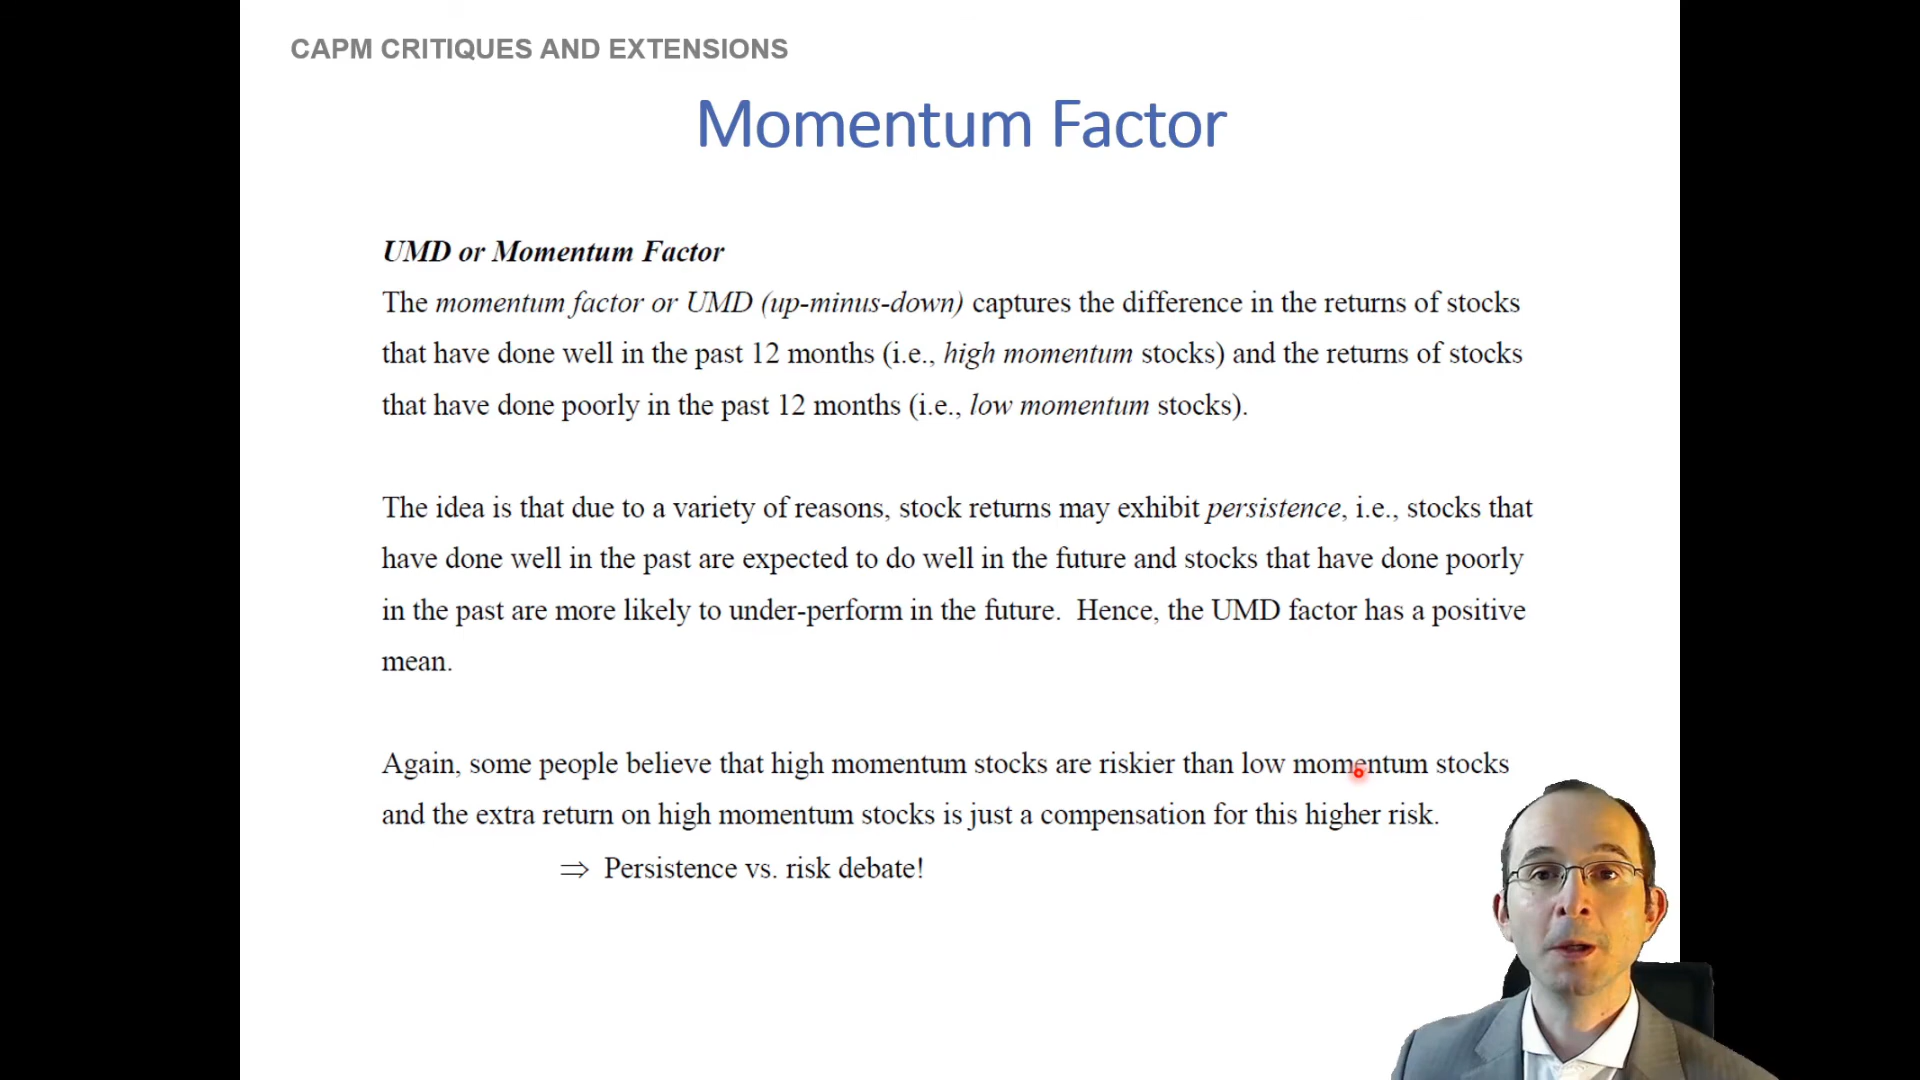 CAPM CRITIQUES AND EXTENSIONS
Momentum Factor
UMD or Momentum Factor
The momentum factor or UMD (up-minus-down) captures the difference in the returns of stocks
that have done well in the past 12 months (i.e., high momentum stocks) and the returns of stocks
that have done poorly in the past 12 months (i.e., low momentum stocks).
The idea is that due to a variety of reasons, stock returns may exhibit persistence, i.e., stocks that
have done well in the past are expected to do well in the future and stocks that have done poorly
in the past are more likely to under-perform in the future.  Hence, the UMD factor has a positive
mean.
Again, some people believe that high momentum stocks are riskier than low momentum stocks
and the extra return on high momentum stocks is just a compensation for this higher risk.
⇒ Persistence vs. risk debate!